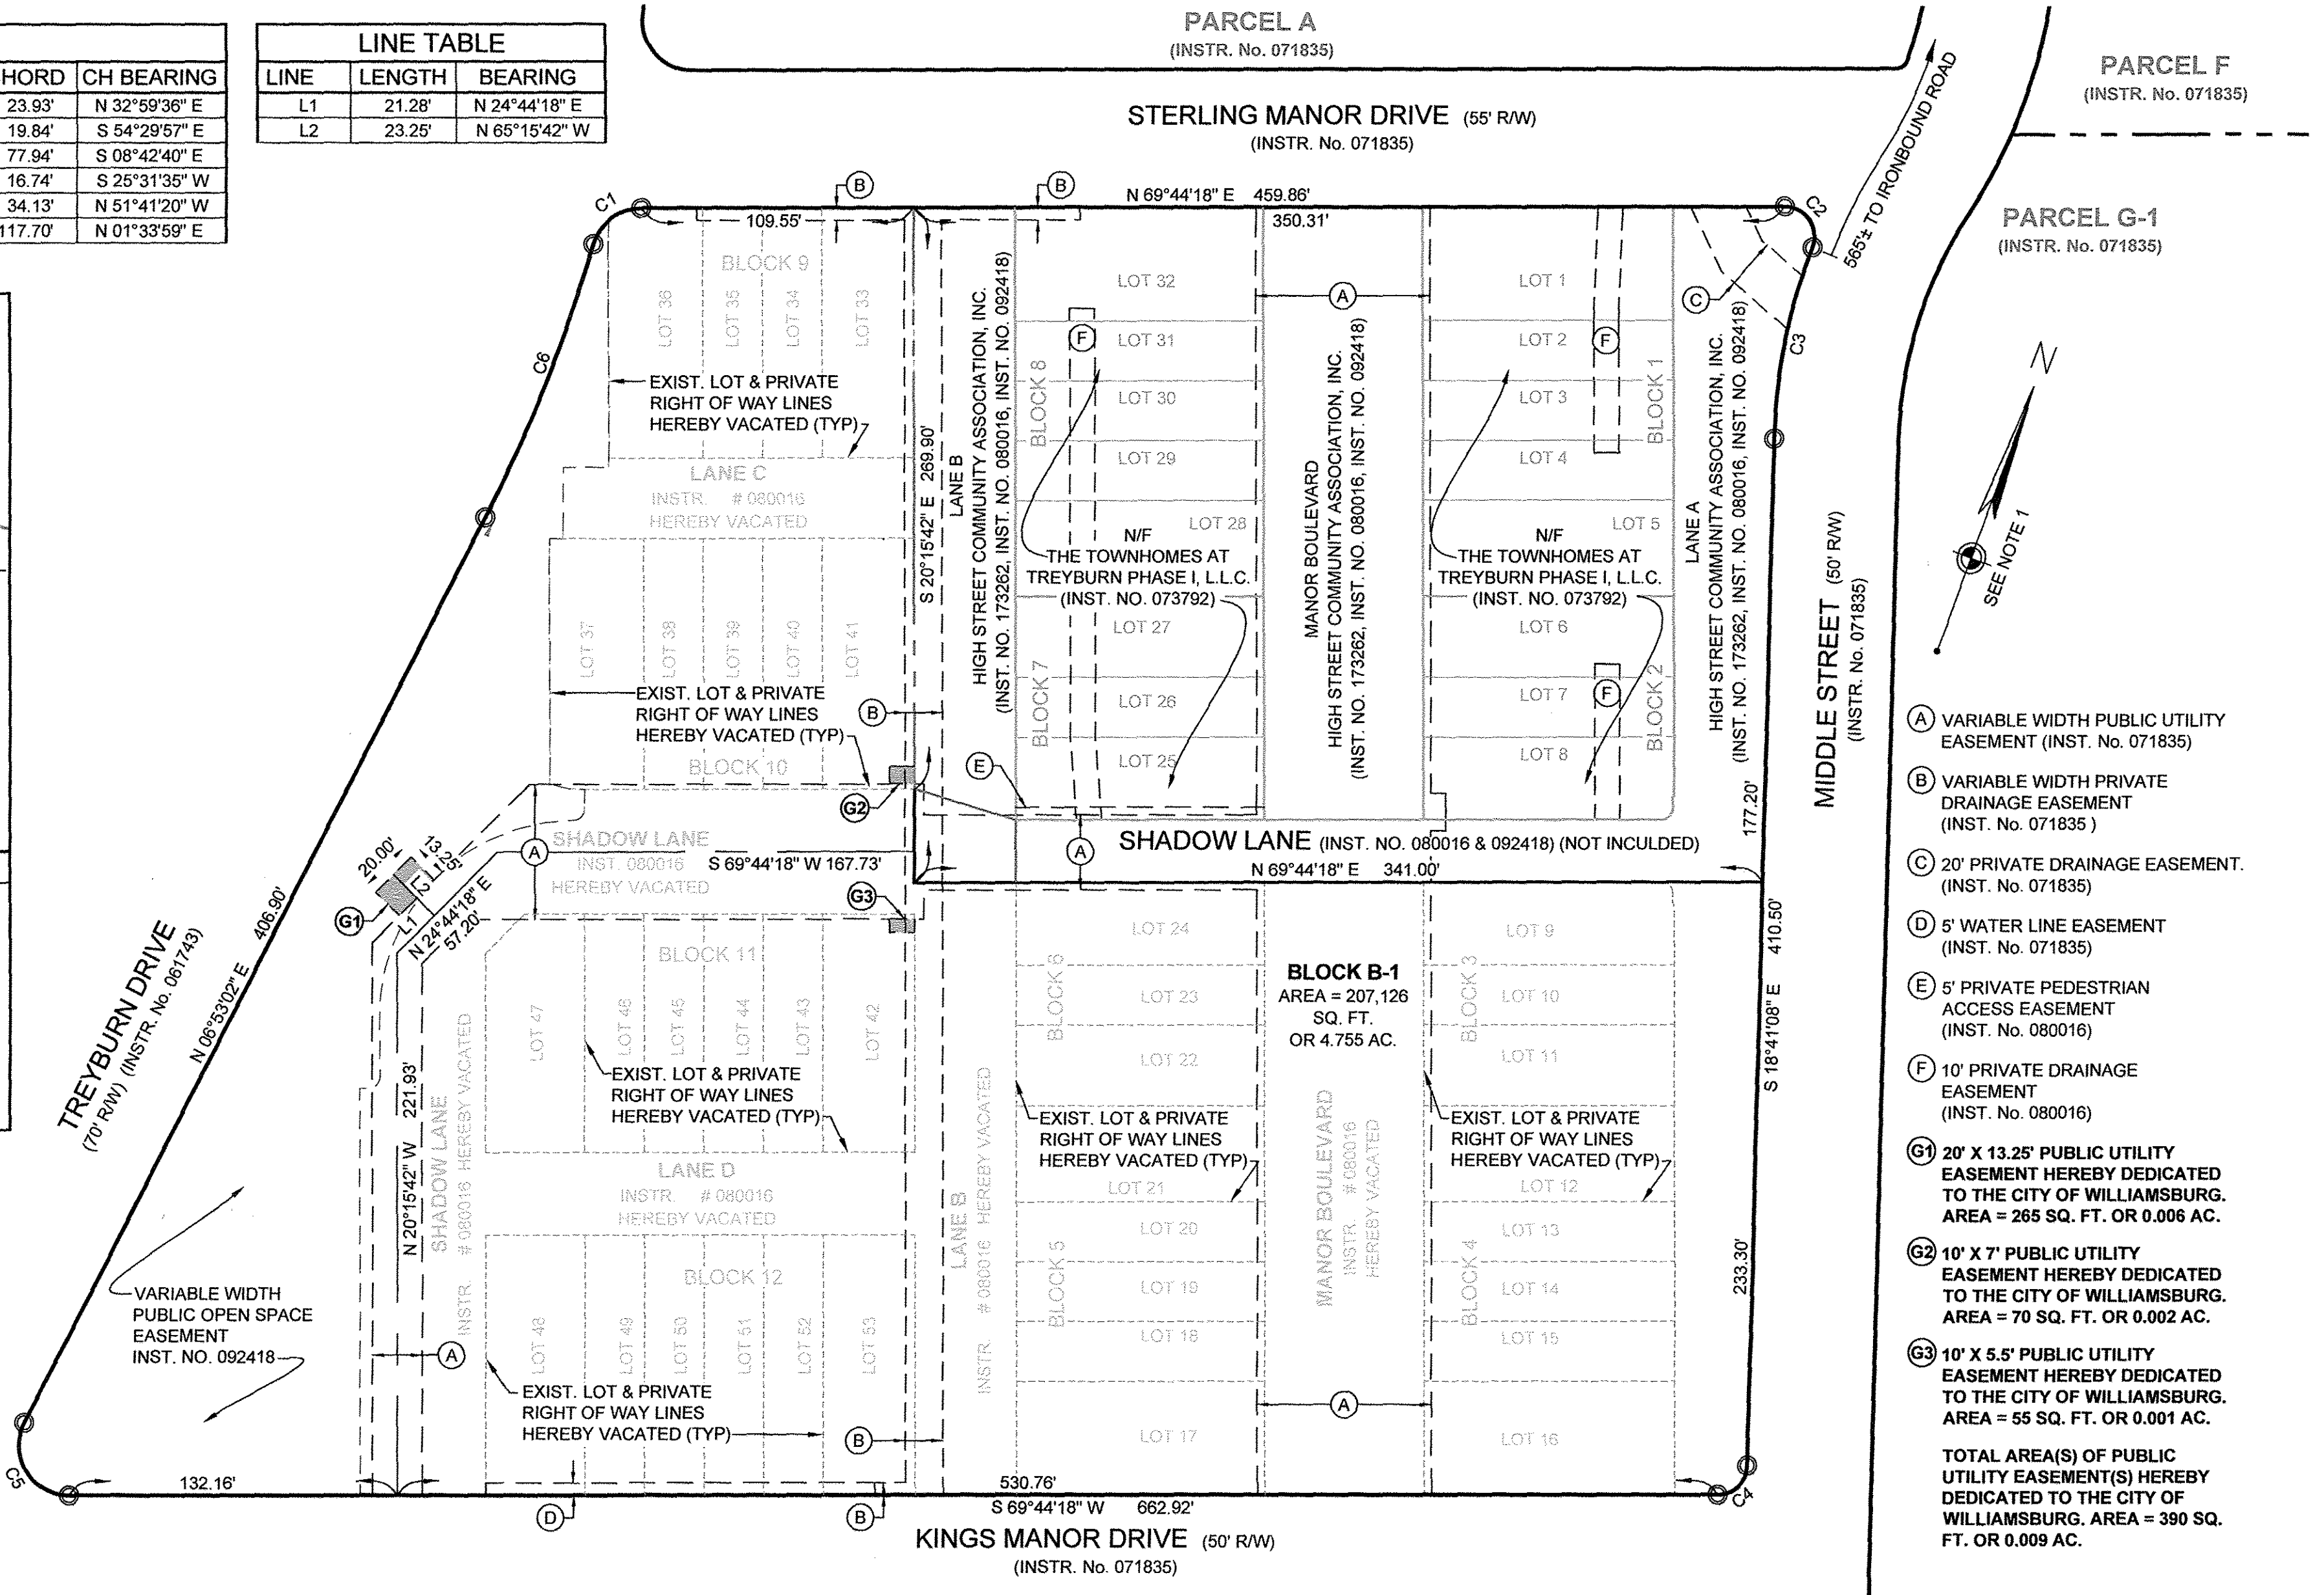 HORD CH BEARING
23.93' N 32°59'36" E
19.84' S 54°29'57" E
77.94' S 08°42'40" E
16.74' S 25°31'35" W
34.13' N 51°41'20" W
117.70' N 01°33'59" E
LINE TABLE
LINE LENGTH BEARING
L1 21.28' N 24°44'18" E
L2 23.25' N 65°15'42" W
PARCEL A
(INSTR. No. 071835)
PARCEL F
(INSTR. No. 071835)
STERLING MANOR DRIVE (55' R/W)
(INSTR. No. 071835)
565'± TO IRONBOUND ROAD
PARCEL G-1
(INSTR. No. 071835)
C1
B
B
N 69°44'18" E 459.86'
C2
109.55'
350.31'
BLOCK 9
LOT 36
LOT 35
LOT 34
LOT 33
C6
EXIST. LOT & PRIVATE
RIGHT OF WAY LINES
HEREBY VACATED (TYP)
LANE C
INSTR. # 080016
HEREBY VACATED
S 20°15'42" E 269.90'
LANE B
HIGH STREET COMMUNITY ASSOCIATION, INC.
(INST. NO. 173262, INST. NO. 080016, INST. NO. 092418)
LOT 32
F
LOT 31
BLOCK 8
LOT 30
LOT 29
LOT 28
N/F
THE TOWNHOMES AT
TREYBURN PHASE I, L.L.C.
(INST. NO. 073792)
LOT 27
BLOCK 7
LOT 26
LOT 25
A
MANOR BOULEVARD
HIGH STREET COMMUNITY ASSOCIATION, INC.
(INST. NO. 173262, INST. NO. 080016, INST. NO. 092418)
LOT 1
LOT 2
F
LOT 3
BLOCK 1
LOT 4
LOT 5
N/F
THE TOWNHOMES AT
TREYBURN PHASE I, L.L.C.
(INST. NO. 073792)
LOT 6
LOT 7
F
BLOCK 2
LOT 8
C
C3
LANE A
HIGH STREET COMMUNITY ASSOCIATION, INC.
(INST. NO. 173262, INST. NO. 080016, INST. NO. 092418)
177.20'
MIDDLE STREET (50' R/W)
(INSTR. No. 071835)
N
SEE NOTE 1
LOT 37
LOT 38
LOT 39
LOT 40
LOT 41
EXIST. LOT & PRIVATE
RIGHT OF WAY LINES
HEREBY VACATED (TYP)
B
BLOCK 10
G2
E
SHADOW LANE
INST. 080016
HEREBY VACATED
A
S 69°44'18" W 167.73'
SHADOW LANE (INST. NO. 080016 & 092418) (NOT INCULDED)
A
N 69°44'18" E 341.00'
G3
20.00'
13.25'
L1
L2
G1
L1
N 24°44'18" E
57.20'
TREYBURN DRIVE
(70' R/W) (INSTR. No. 061743)
N 06°53'02" E 406.90'
BLOCK 11
LOT 47
LOT 46
LOT 45
LOT 44
LOT 43
LOT 42
EXIST. LOT & PRIVATE
RIGHT OF WAY LINES
HEREBY VACATED (TYP)
LANE D
INSTR. # 080016
HEREBY VACATED
N 20°15'42" W 221.93'
SHADOW LANE
INSTR. # 080016 HEREBY VACATED
BLOCK 12
LOT 48
LOT 49
LOT 50
LOT 51
LOT 52
LOT 53
EXIST. LOT & PRIVATE
RIGHT OF WAY LINES
HEREBY VACATED (TYP)
VARIABLE WIDTH
PUBLIC OPEN SPACE
EASEMENT
INST. NO. 092418
A
B
LANE B
INSTR. # 080016 HEREBY VACATED
LOT 24
BLOCK 6
LOT 23
LOT 22
EXIST. LOT & PRIVATE
RIGHT OF WAY LINES
HEREBY VACATED (TYP)
LOT 21
LOT 20
BLOCK 5
LOT 19
LOT 18
LOT 17
BLOCK B-1
AREA = 207,126
SQ. FT.
OR 4.755 AC.
MANOR BOULEVARD
INSTR. # 080016
HEREBY VACATED
A
LOT 9
BLOCK 3
LOT 10
LOT 11
EXIST. LOT & PRIVATE
RIGHT OF WAY LINES
HEREBY VACATED (TYP)
LOT 12
LOT 13
BLOCK 4
LOT 14
LOT 15
LOT 16
S 18°41'08" E 410.50'
233.30'
C4
C5
132.16'
530.76'
S 69°44'18" W 662.92'
D
B
KINGS MANOR DRIVE (50' R/W)
(INSTR. No. 071835)
A VARIABLE WIDTH PUBLIC UTILITY
EASEMENT (INST. No. 071835)
B VARIABLE WIDTH PRIVATE
DRAINAGE EASEMENT
(INST. No. 071835 )
C 20' PRIVATE DRAINAGE EASEMENT.
(INST. No. 071835)
D 5' WATER LINE EASEMENT
(INST. No. 071835)
E 5' PRIVATE PEDESTRIAN
ACCESS EASEMENT
(INST. No. 080016)
F 10' PRIVATE DRAINAGE
EASEMENT
(INST. No. 080016)
G1 20' X 13.25' PUBLIC UTILITY
EASEMENT HEREBY DEDICATED
TO THE CITY OF WILLIAMSBURG.
AREA = 265 SQ. FT. OR 0.006 AC.
G2 10' X 7' PUBLIC UTILITY
EASEMENT HEREBY DEDICATED
TO THE CITY OF WILLIAMSBURG.
AREA = 70 SQ. FT. OR 0.002 AC.
G3 10' X 5.5' PUBLIC UTILITY
EASEMENT HEREBY DEDICATED
TO THE CITY OF WILLIAMSBURG.
AREA = 55 SQ. FT. OR 0.001 AC.
TOTAL AREA(S) OF PUBLIC
UTILITY EASEMENT(S) HEREBY
DEDICATED TO THE CITY OF
WILLIAMSBURG. AREA = 390 SQ.
FT. OR 0.009 AC.